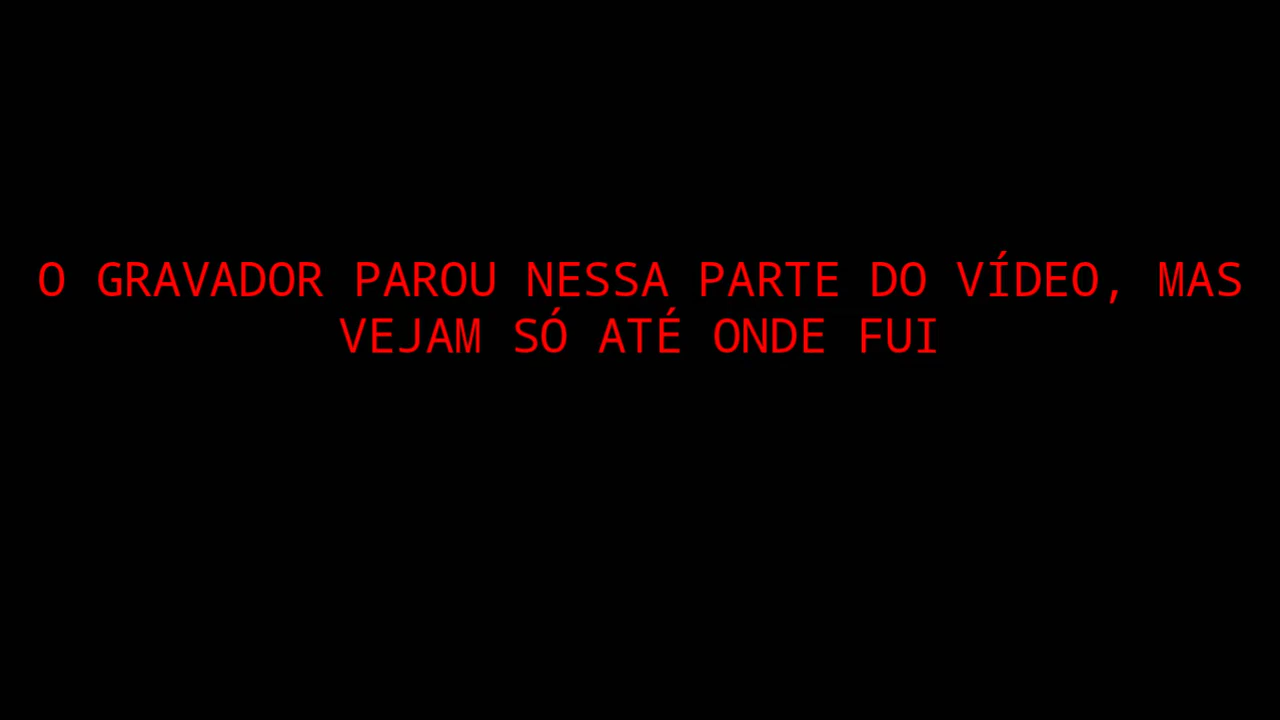 O GRAVADOR PAROU NESSA PARTE DO VÍDEO, MAS
VEJAM SÓ ATÉ ONDE FUI